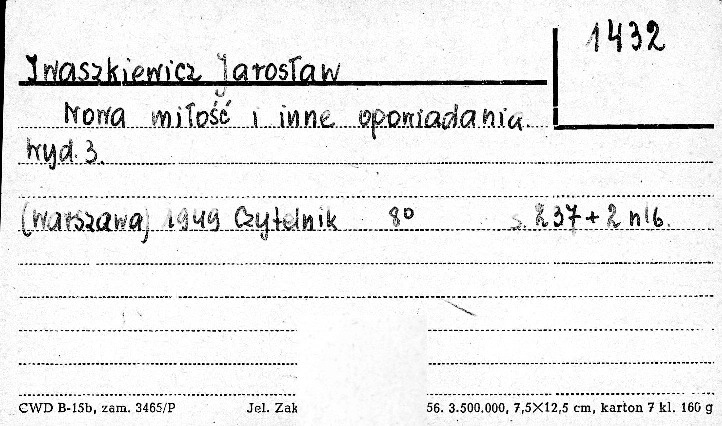 1432
Iwaszkiewicz Jarosław
Nowa miłość i inne opowiadania.
Wyd. 3.
(Warszawa) 1949 Czytelnik 8° s. 237 + 2 nlb.
CWD B-15b, zam. 3465/P Jel. Zak 56. 3.500.000, 7,5×12,5 cm, karton 7 kl. 160 g